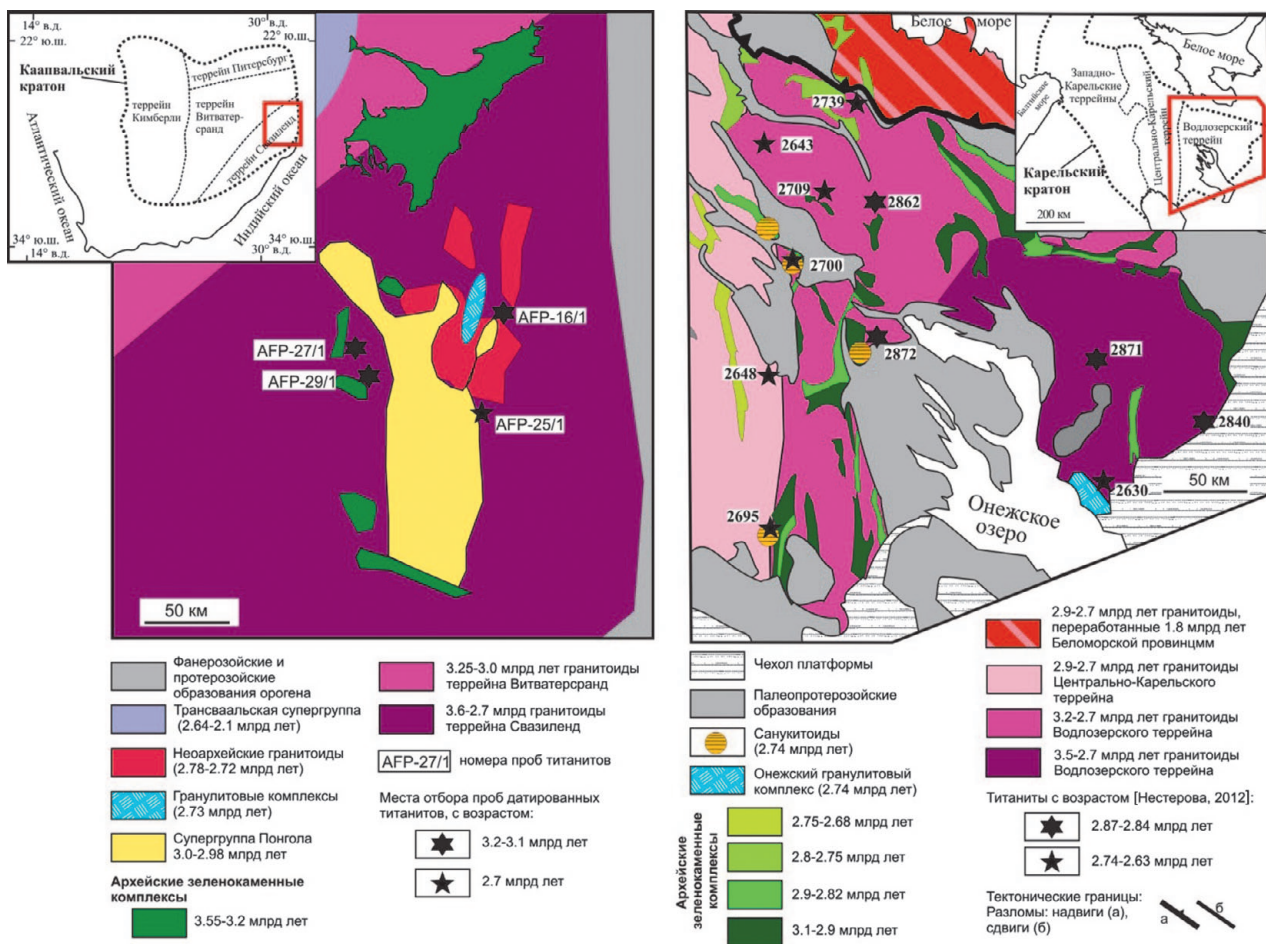 14° в.д.
22° ю.ш.
30° в.д.
22° ю.ш.
Каапвальский
кратон
террейн Питерсбург
террейн
Кимберли
террейн
Витватер-
сранд
террейн Свазиленд
Атлантический океан
Индийский океан
34° ю.ш.
14° в.д.
34° ю.ш.
30° в.д.
AFP-16/1
AFP-27/1
AFP-29/1
AFP-25/1
50 км
Фанерозойские и
протерозойские
образования орогена
Трансваальская супергруппа
(2.64-2.1 млрд лет)
Неоархейские гранитоиды
(2.78-2.72 млрд лет)
Гранулитовые комплексы
(2.73 млрд лет)
Супергруппа Понгола
3.0-2.98 млрд лет
Архейские зеленокаменные
комплексы
3.55-3.2 млрд лет
3.25-3.0 млрд лет гранитоиды
террейна Витватерсранд
3.6-2.7 млрд гранитоиды
террейна Свазиленд
AFP-27/1 номера проб титанитов
Места отбора проб датированных
титанитов, с возрастом:
3.2-3.1 млрд лет
2.7 млрд лет
Белое море
Белое
море
Западно-
Карельские
террейны
Балтийское
море
Центрально-Карельский
террейн
Водлозерский
террейн
Карельский
кратон
200 км
2739
2643
2709
2862
2700
2872
2871
2648
2840
2630
50 км
2695
Онежское
озеро
Чехол платформы
Палеопротерозойские
образования
Санукитоиды
(2.74 млрд лет)
Онежский гранулитовый
комплекс (2.74 млрд лет)
Архейские
зеленокаменные
комплексы
2.75-2.68 млрд лет
2.8-2.75 млрд лет
2.9-2.82 млрд лет
3.1-2.9 млрд лет
2.9-2.7 млрд лет гранитоиды,
переработанные 1.8 млрд лет
Беломорской провинцмм
2.9-2.7 млрд лет гранитоиды
Центрально-Карельского
террейна
3.2-2.7 млрд лет гранитоиды
Водлозерского террейна
3.5-2.7 млрд лет гранитоиды
Водлозерского террейна
Титаниты с возрастом [Нестерова, 2012]:
2.87-2.84 млрд лет
2.74-2.63 млрд лет
Тектонические границы:
Разломы: надвиги (а),
сдвиги (б)
а
б